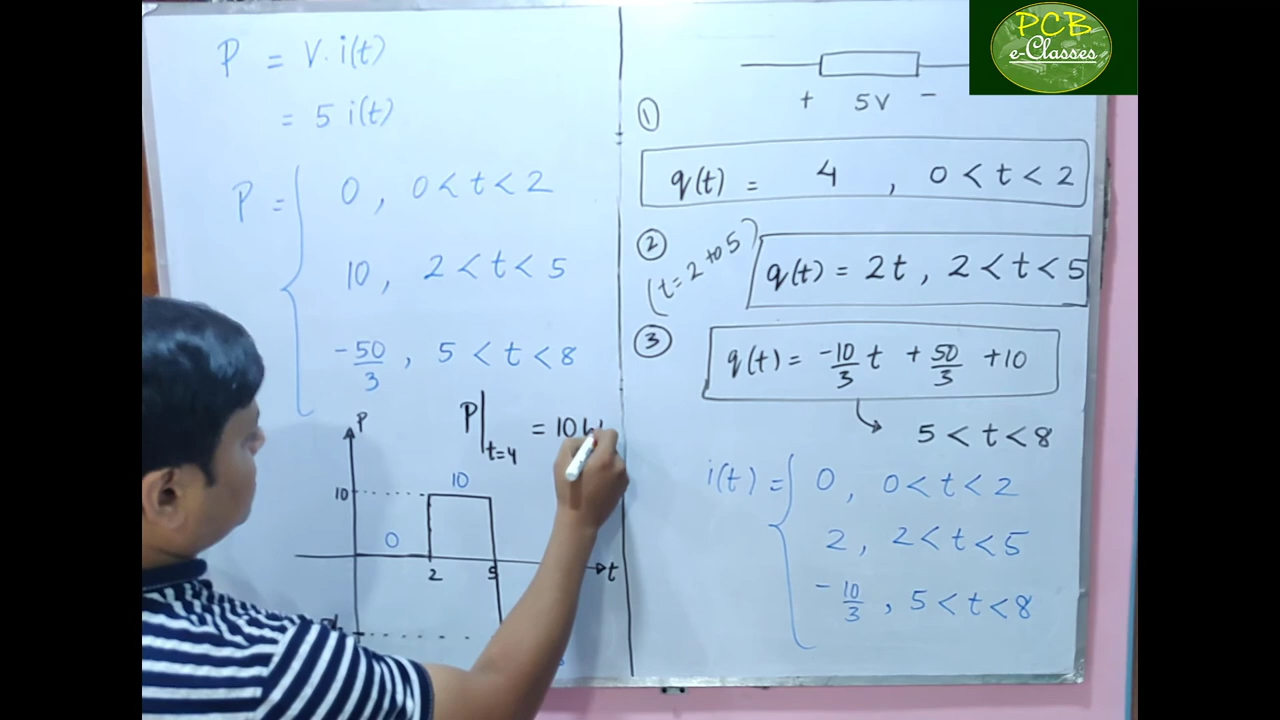 P = V. i(t)
= 5 i(t)
P = { 0, 0 < t < 2
10, 2 < t < 5
-50/3, 5 < t < 8
P
P|t=4 = 10
10
10
0
2
5
t
PCB
e-Classes
+ 5V -
①
q(t) = 4, 0 < t < 2
②
(t = 2 to 5)
q(t) = 2t, 2 < t < 5
③
q(t) = -10/3 t + 50/3 + 10
5 < t < 8
i(t) = { 0, 0 < t < 2
2, 2 < t < 5
-10/3, 5 < t < 8